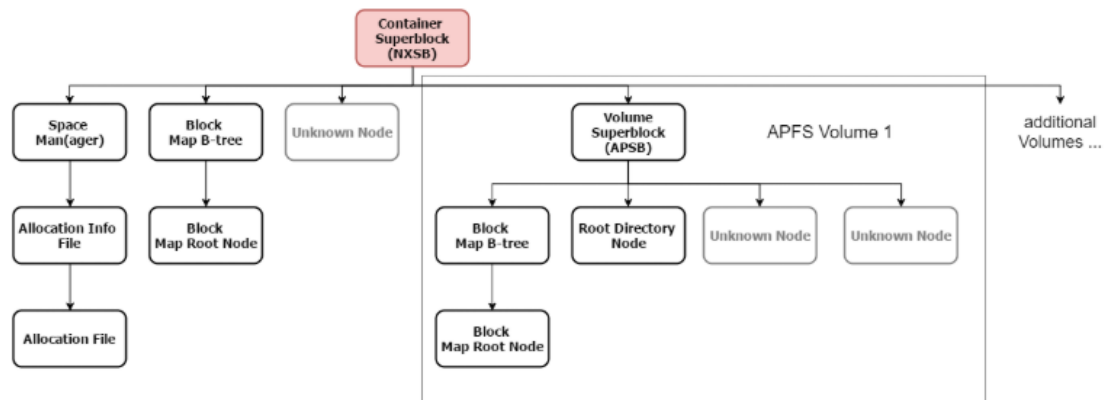 Container
Superblock
(NXSB)
Space
Man(ager)
Block
Map B-tree
Unknown Node
Volume
Superblock
(APSB)
APFS Volume 1
additional
Volumes ...
Allocation Info
File
Block
Map Root Node
Block
Map B-tree
Root Directory
Node
Unknown Node
Unknown Node
Allocation File
Block
Map Root Node